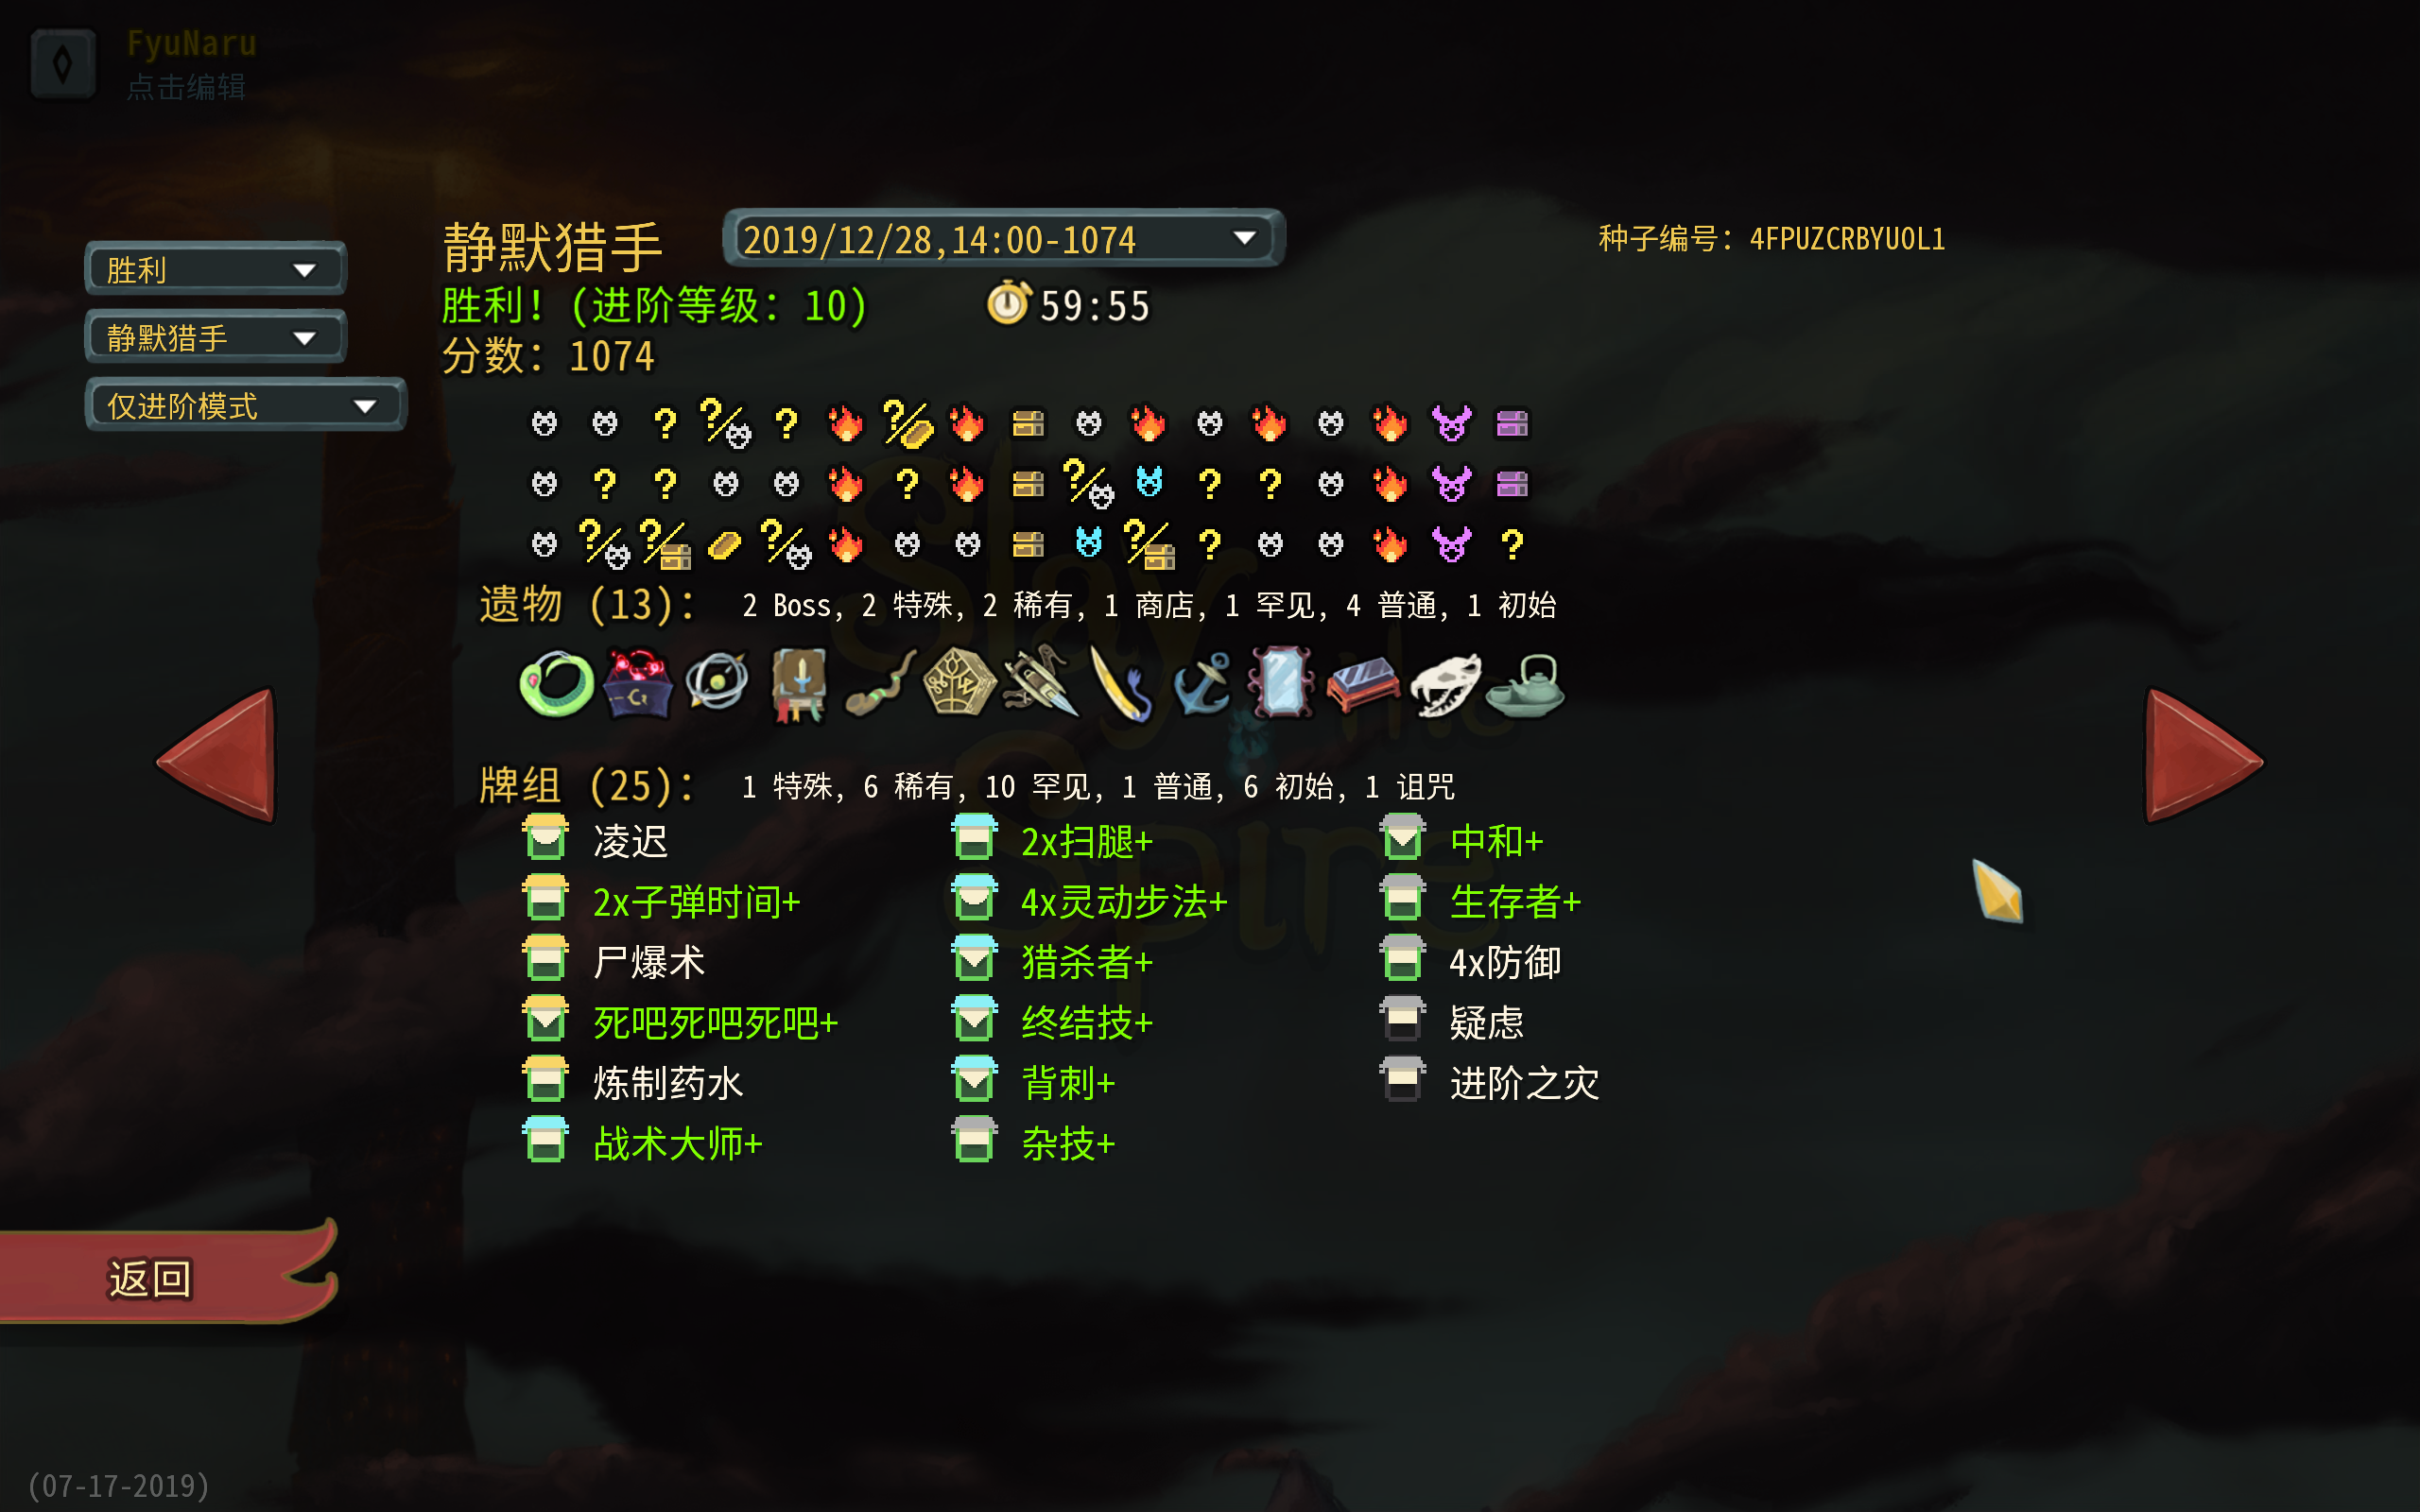 FyuNaru
点击编辑
静默猎手
2019/12/28,14:00-1074
种子编号: 4FPUZCRBYU0L1
胜利
静默猎手
仅进阶模式
胜利! (进阶等级: 10)
59:55
分数: 1074
遗物 (13):
2 Boss, 2 特殊, 2 稀有, 1 商店, 1 罕见, 4 普通, 1 初始
牌组 (25):
1 特殊, 6 稀有, 10 罕见, 1 普通, 6 初始, 1 诅咒
凌迟
2x扫腿+
中和+
2x子弹时间+
4x灵动步法+
生存者+
尸爆术
猎杀者+
4x防御
死吧死吧死吧+
终结技+
疑虑
炼制药水
背刺+
进阶之灾
战术大师+
杂技+
Slay the Spire
返回
(07-17-2019)